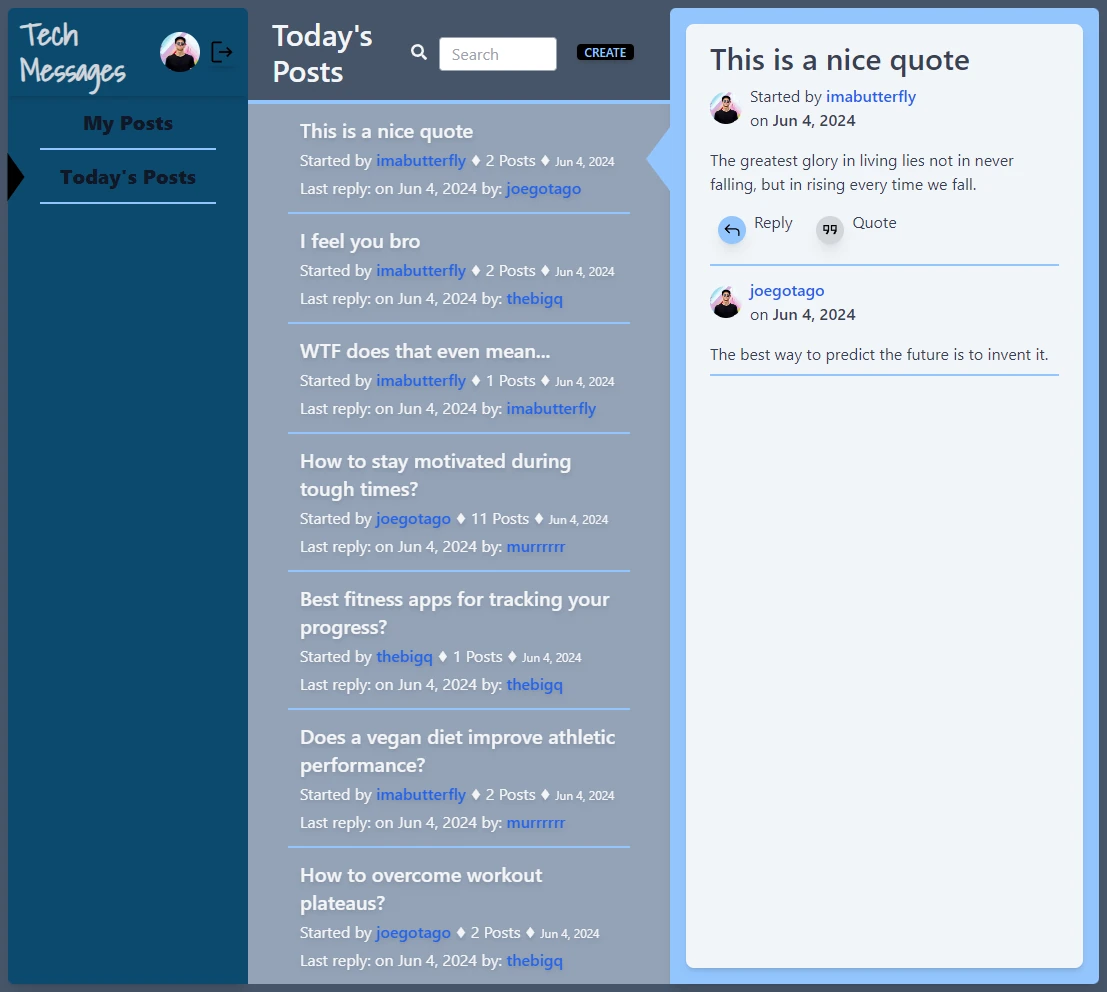 Tech
Messages
My Posts
Today's Posts
Today's
Posts
Search
CREATE
This is a nice quote
Started by imabutterfly ♦ 2 Posts ♦ Jun 4, 2024
Last reply: on Jun 4, 2024 by: joegotago
I feel you bro
Started by imabutterfly ♦ 2 Posts ♦ Jun 4, 2024
Last reply: on Jun 4, 2024 by: thebigq
WTF does that even mean...
Started by imabutterfly ♦ 1 Posts ♦ Jun 4, 2024
Last reply: on Jun 4, 2024 by: imabutterfly
How to stay motivated during
tough times?
Started by joegotago ♦ 11 Posts ♦ Jun 4, 2024
Last reply: on Jun 4, 2024 by: murrrrrr
Best fitness apps for tracking your
progress?
Started by thebigq ♦ 1 Posts ♦ Jun 4, 2024
Last reply: on Jun 4, 2024 by: thebigq
Does a vegan diet improve athletic
performance?
Started by imabutterfly ♦ 2 Posts ♦ Jun 4, 2024
Last reply: on Jun 4, 2024 by: murrrrrr
How to overcome workout
plateaus?
Started by joegotago ♦ 2 Posts ♦ Jun 4, 2024
Last reply: on Jun 4, 2024 by: thebigq
This is a nice quote
Started by imabutterfly
on Jun 4, 2024
The greatest glory in living lies not in never
falling, but in rising every time we fall.
Reply
Quote
joegotago
on Jun 4, 2024
The best way to predict the future is to invent it.